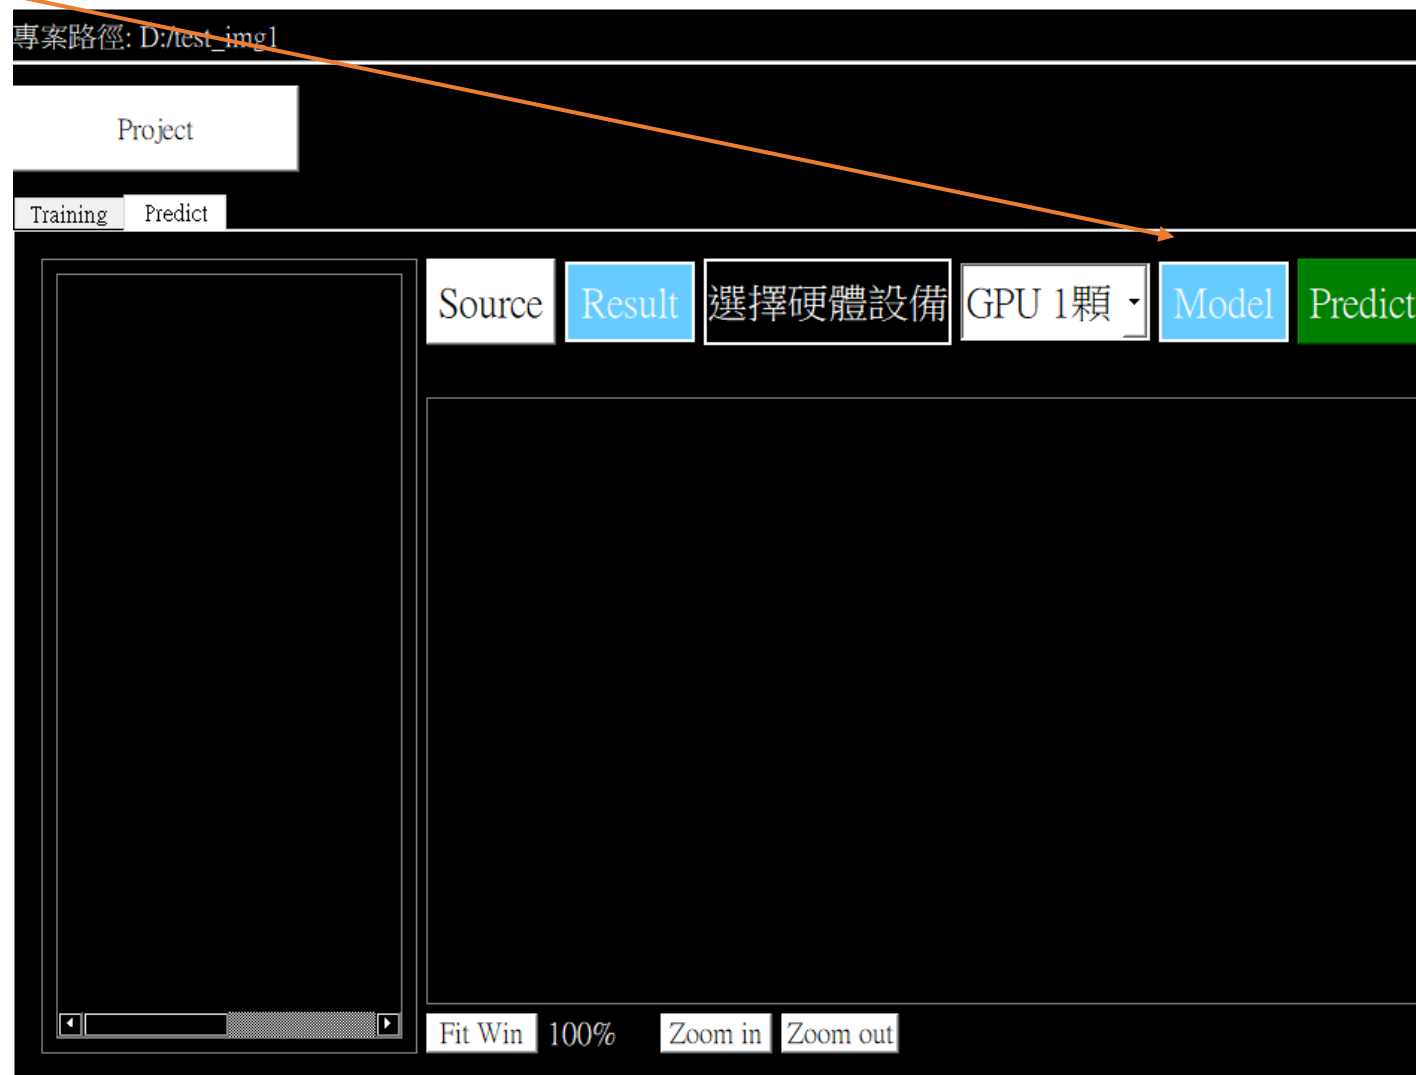 專案路徑: D:/test_img1
Project
Training Predict
Source Result 選擇硬體設備 GPU 1顆 Model Predict
Fit Win 100% Zoom in Zoom out